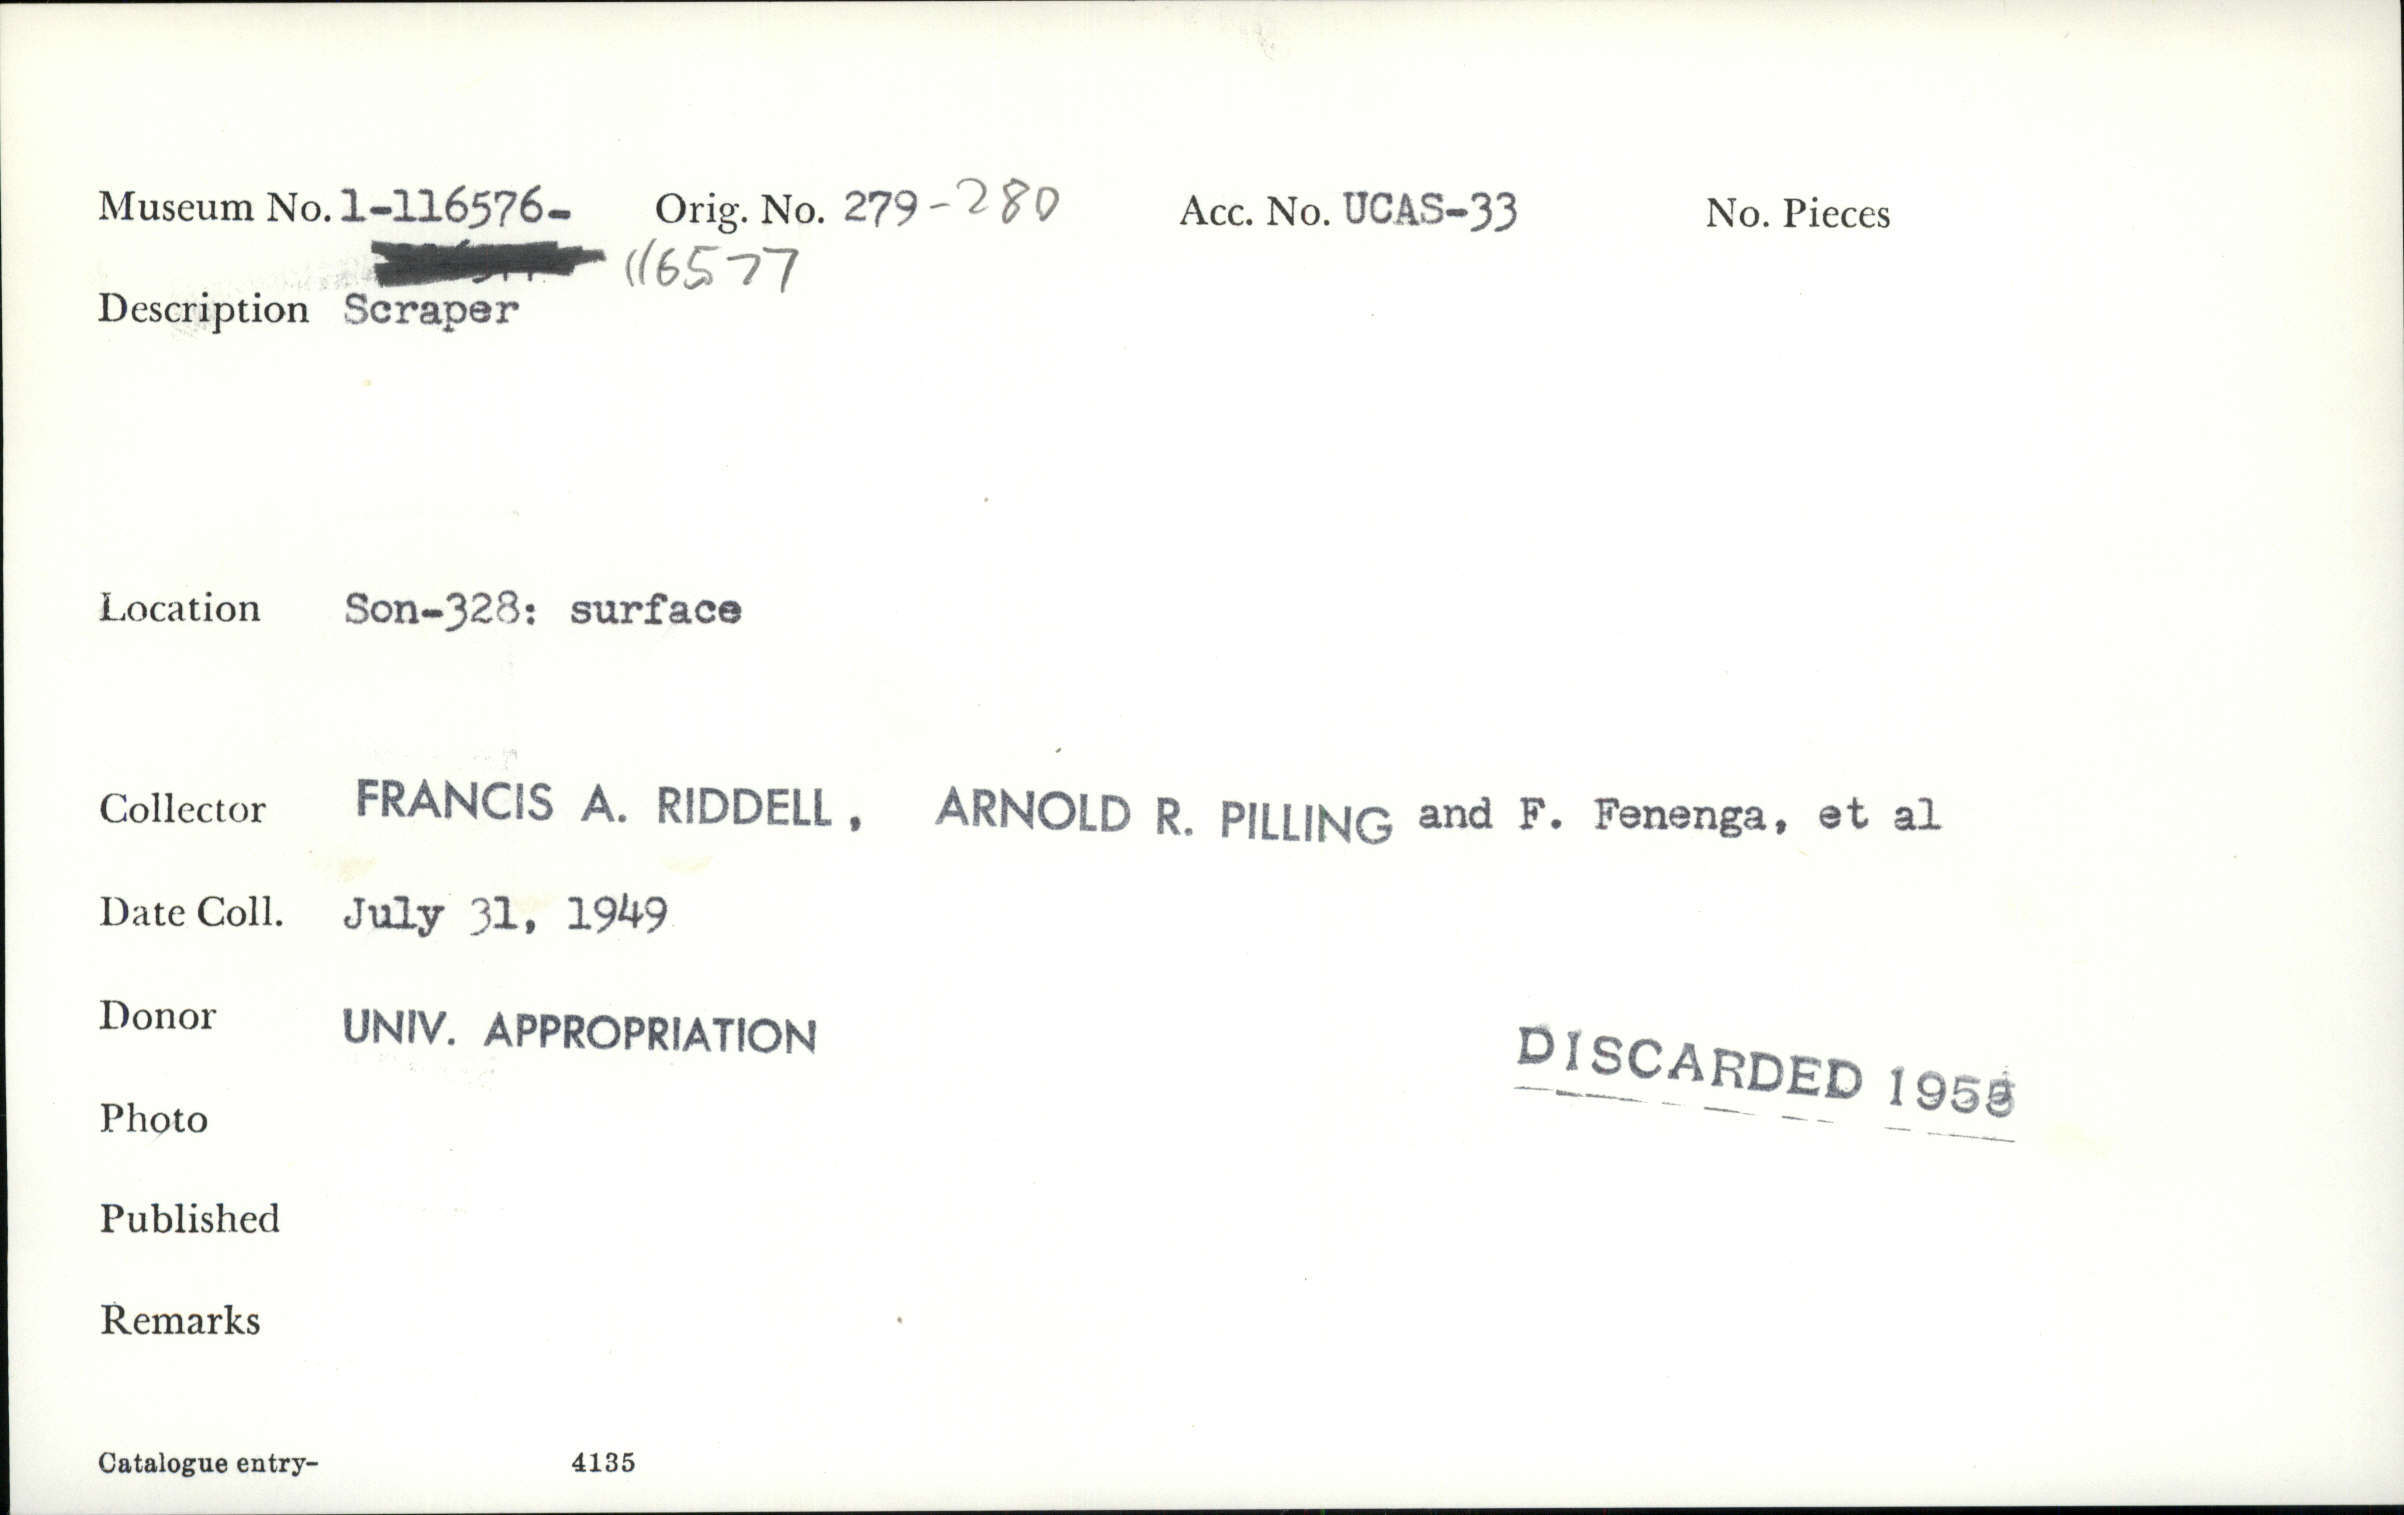 Museum No. 1-116576- Orig. No. 279-280 Acc. No. UCAS-33 No. Pieces
116577
Description Scraper
Location Son-328: surface
Collector FRANCIS A. RIDDELL, ARNOLD R. PILLING and F. Fenenga, et al
Date Coll. July 31, 1949
Donor UNIV. APPROPRIATION
DISCARDED
Photo
Published
Remarks
Catalogue entry- 4135